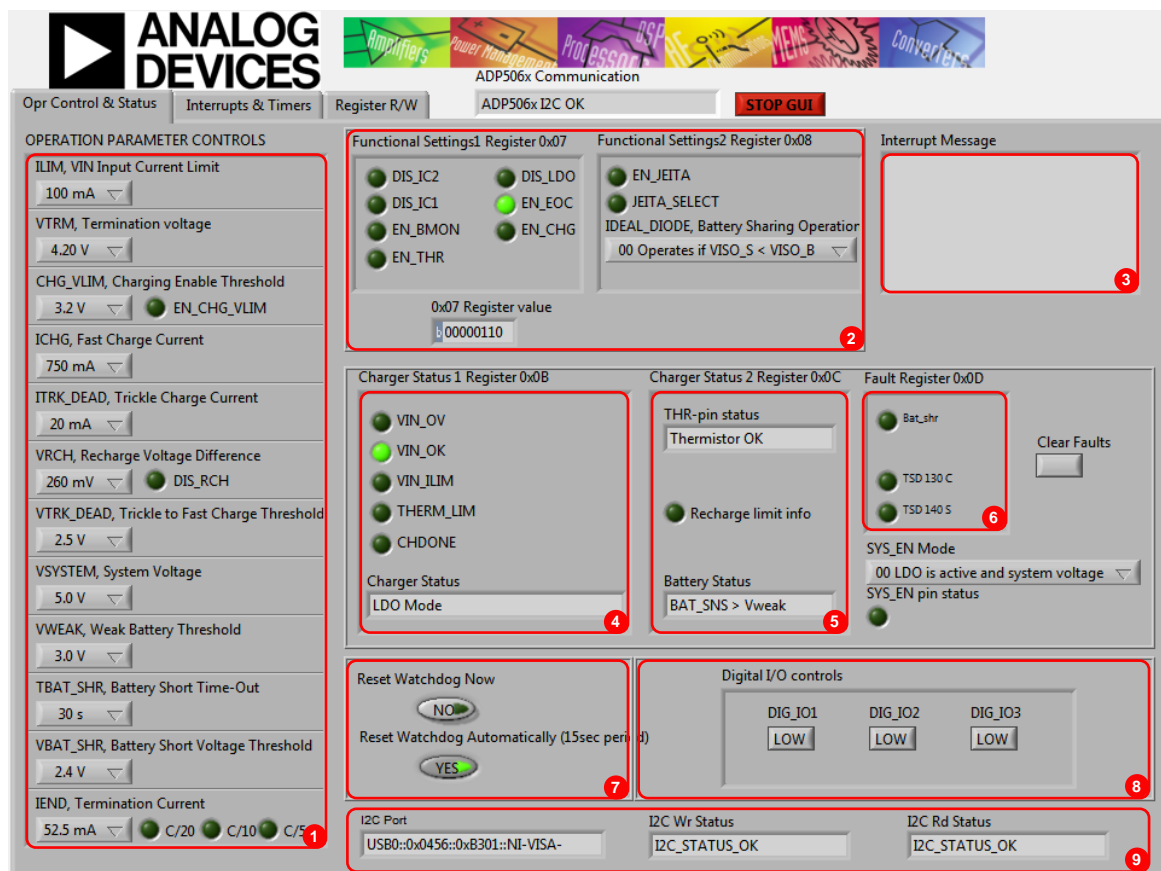 ANALOG
DEVICES
Amplifiers Power Management Processors DSP RF MEMS Converters
ADP506x Communication
ADP506x I2C OK
STOP GUI
Opr Control & Status
Interrupts & Timers
Register R/W
OPERATION PARAMETER CONTROLS
ILIM, VIN Input Current Limit
100 mA
VTRM, Termination voltage
4.20 V
CHG_VLIM, Charging Enable Threshold
3.2 V EN_CHG_VLIM
ICHG, Fast Charge Current
750 mA
ITRK_DEAD, Trickle Charge Current
20 mA
VRCH, Recharge Voltage Difference
260 mV DIS_RCH
VTRK_DEAD, Trickle to Fast Charge Threshold
2.5 V
VSYSTEM, System Voltage
5.0 V
VWEAK, Weak Battery Threshold
3.0 V
TBAT_SHR, Battery Short Time-Out
30 s
VBAT_SHR, Battery Short Voltage Threshold
2.4 V
IEND, Termination Current
52.5 mA C/20 C/10 C/5
1
Functional Settings1 Register 0x07
DIS_IC2 DIS_LDO
DIS_IC1 EN_EOC
EN_BMON EN_CHG
EN_THR
0x07 Register value
b 00000110
Functional Settings2 Register 0x08
EN_JEITA
JEITA_SELECT
IDEAL_DIODE, Battery Sharing Operation
00 Operates if VISO_S < VISO_B
2
Interrupt Message
3
Charger Status 1 Register 0x0B
VIN_OV
VIN_OK
VIN_ILIM
THERM_LIM
CHDONE
Charger Status
LDO Mode
4
Charger Status 2 Register 0x0C
THR-pin status
Thermistor OK
Recharge limit info
Battery Status
BAT_SNS > Vweak
5
Fault Register 0x0D
Bat_shr
TSD 130 C
TSD 140 S
6
Clear Faults
SYS_EN Mode
00 LDO is active and system voltage
SYS_EN pin status
Reset Watchdog Now
NO
Reset Watchdog Automatically (15sec period)
YES
7
Digital I/O controls
DIG_IO1 DIG_IO2 DIG_IO3
LOW LOW LOW
8
I2C Port
USB0::0x0456::0xB301::NI-VISA-
I2C Wr Status
I2C_STATUS_OK
I2C Rd Status
I2C_STATUS_OK
9